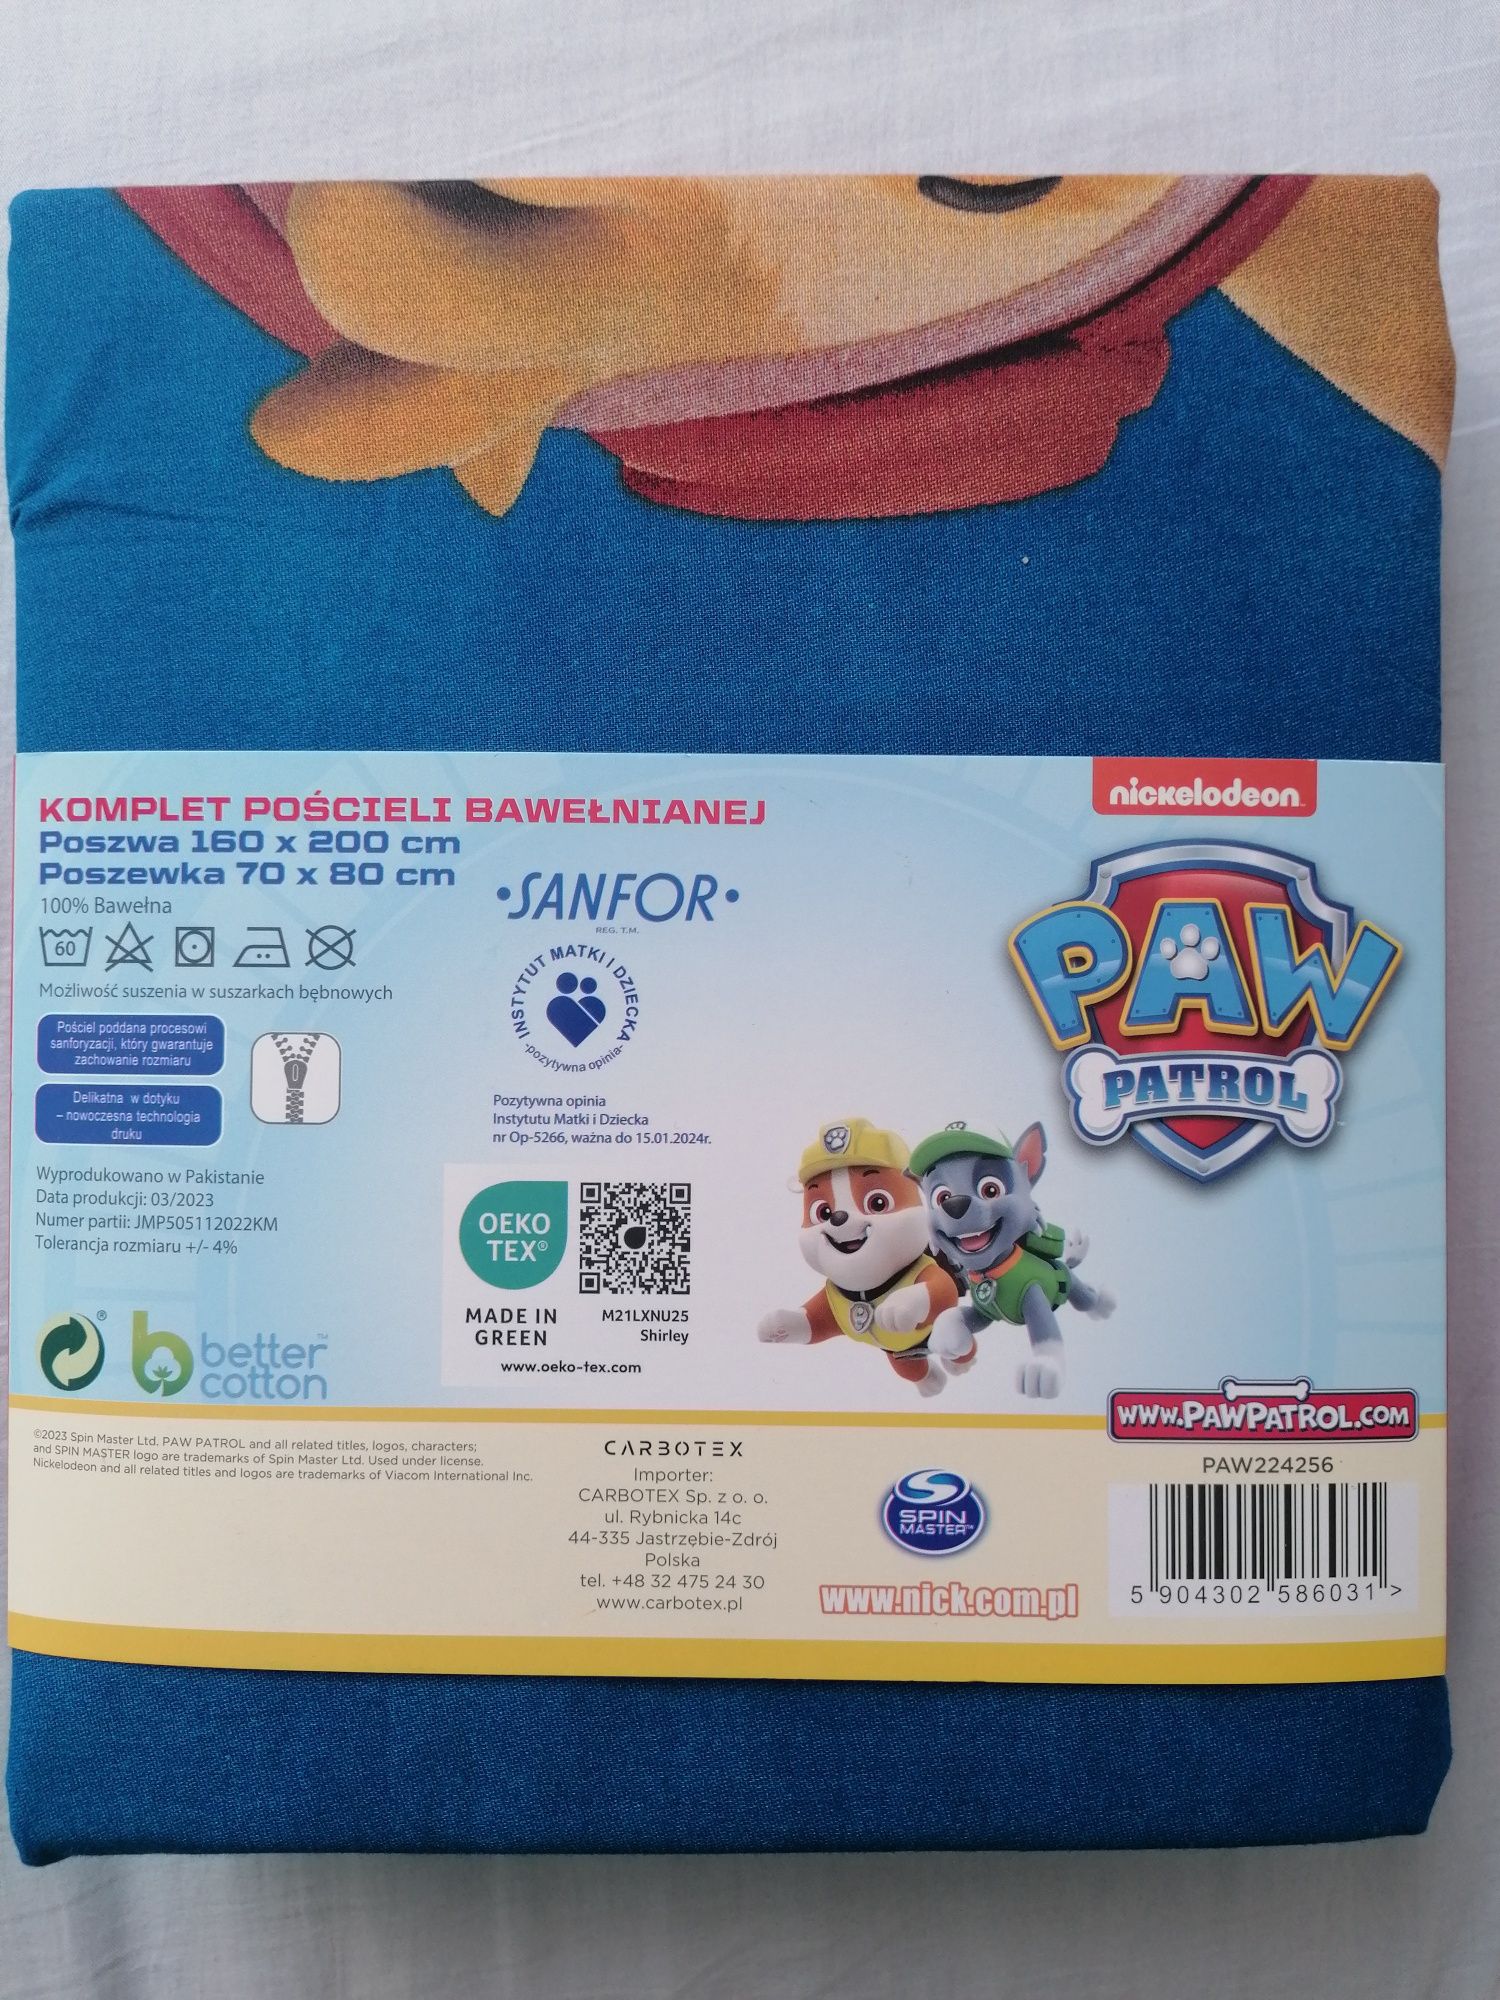 nickelodeon
KOMPLET POŚCIELI BAWEŁNIANEJ
Poszwa 160 x 200 cm
Poszewka 70 x 80 cm
100% Bawełna
60
Możliwość suszenia w suszarkach bębnowych
Pościel poddana procesowi
sanforyzacji, który gwarantuje
zachowanie rozmiaru
Delikatna w dotyku
– nowoczesna technologia
druku
Wyprodukowano w Pakistanie
Data produkcji: 03/2023
Numer partii: JMP505112022KM
Tolerancja rozmiaru +/- 4%
®
better
cotton™
•SANFOR•
REG. T.M.
INSTYTUT MATKI I DZIECKA
-pozytywna opinia-
Pozytywna opinia
Instytutu Matki i Dziecka
nr Op-5266, ważna do 15.01.2024r.
OEKO
TEX®
MADE IN
GREEN
M21LXNU25
Shirley
www.oeko-tex.com
PAW
PATROL™
www.PawPatrol.com
©2023 Spin Master Ltd. PAW PATROL and all related titles, logos, characters;
and SPIN MASTER logo are trademarks of Spin Master Ltd. Used under license.
Nickelodeon and all related titles and logos are trademarks of Viacom International Inc.
CARBOTEX
Importer:
CARBOTEX Sp. z o. o.
ul. Rybnicka 14c
44-335 Jastrzębie-Zdrój
Polska
tel. +48 32 475 24 30
www.carbotex.pl
SPIN
MASTER™
www.nick.com.pl
PAW224256
5 904302 586031 >